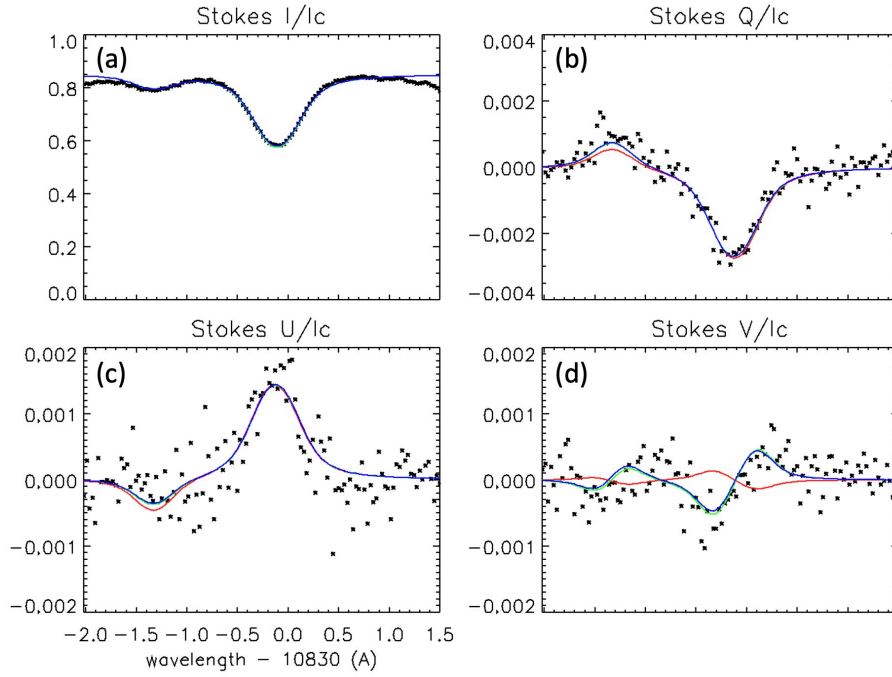 Stokes I/Ic
Stokes Q/Ic
(a)
(b)
1.0
0.8
0.6
0.4
0.2
0.0
0.004
0.002
0.000
−0.002
−0.004
Stokes U/Ic
Stokes V/Ic
(c)
(d)
0.002
0.001
0.000
−0.001
−0.002
0.002
0.001
0.000
−0.001
−0.002
−2.0 −1.5 −1.0 −0.5 0.0 0.5 1.0 1.5
wavelength − 10830 (A)